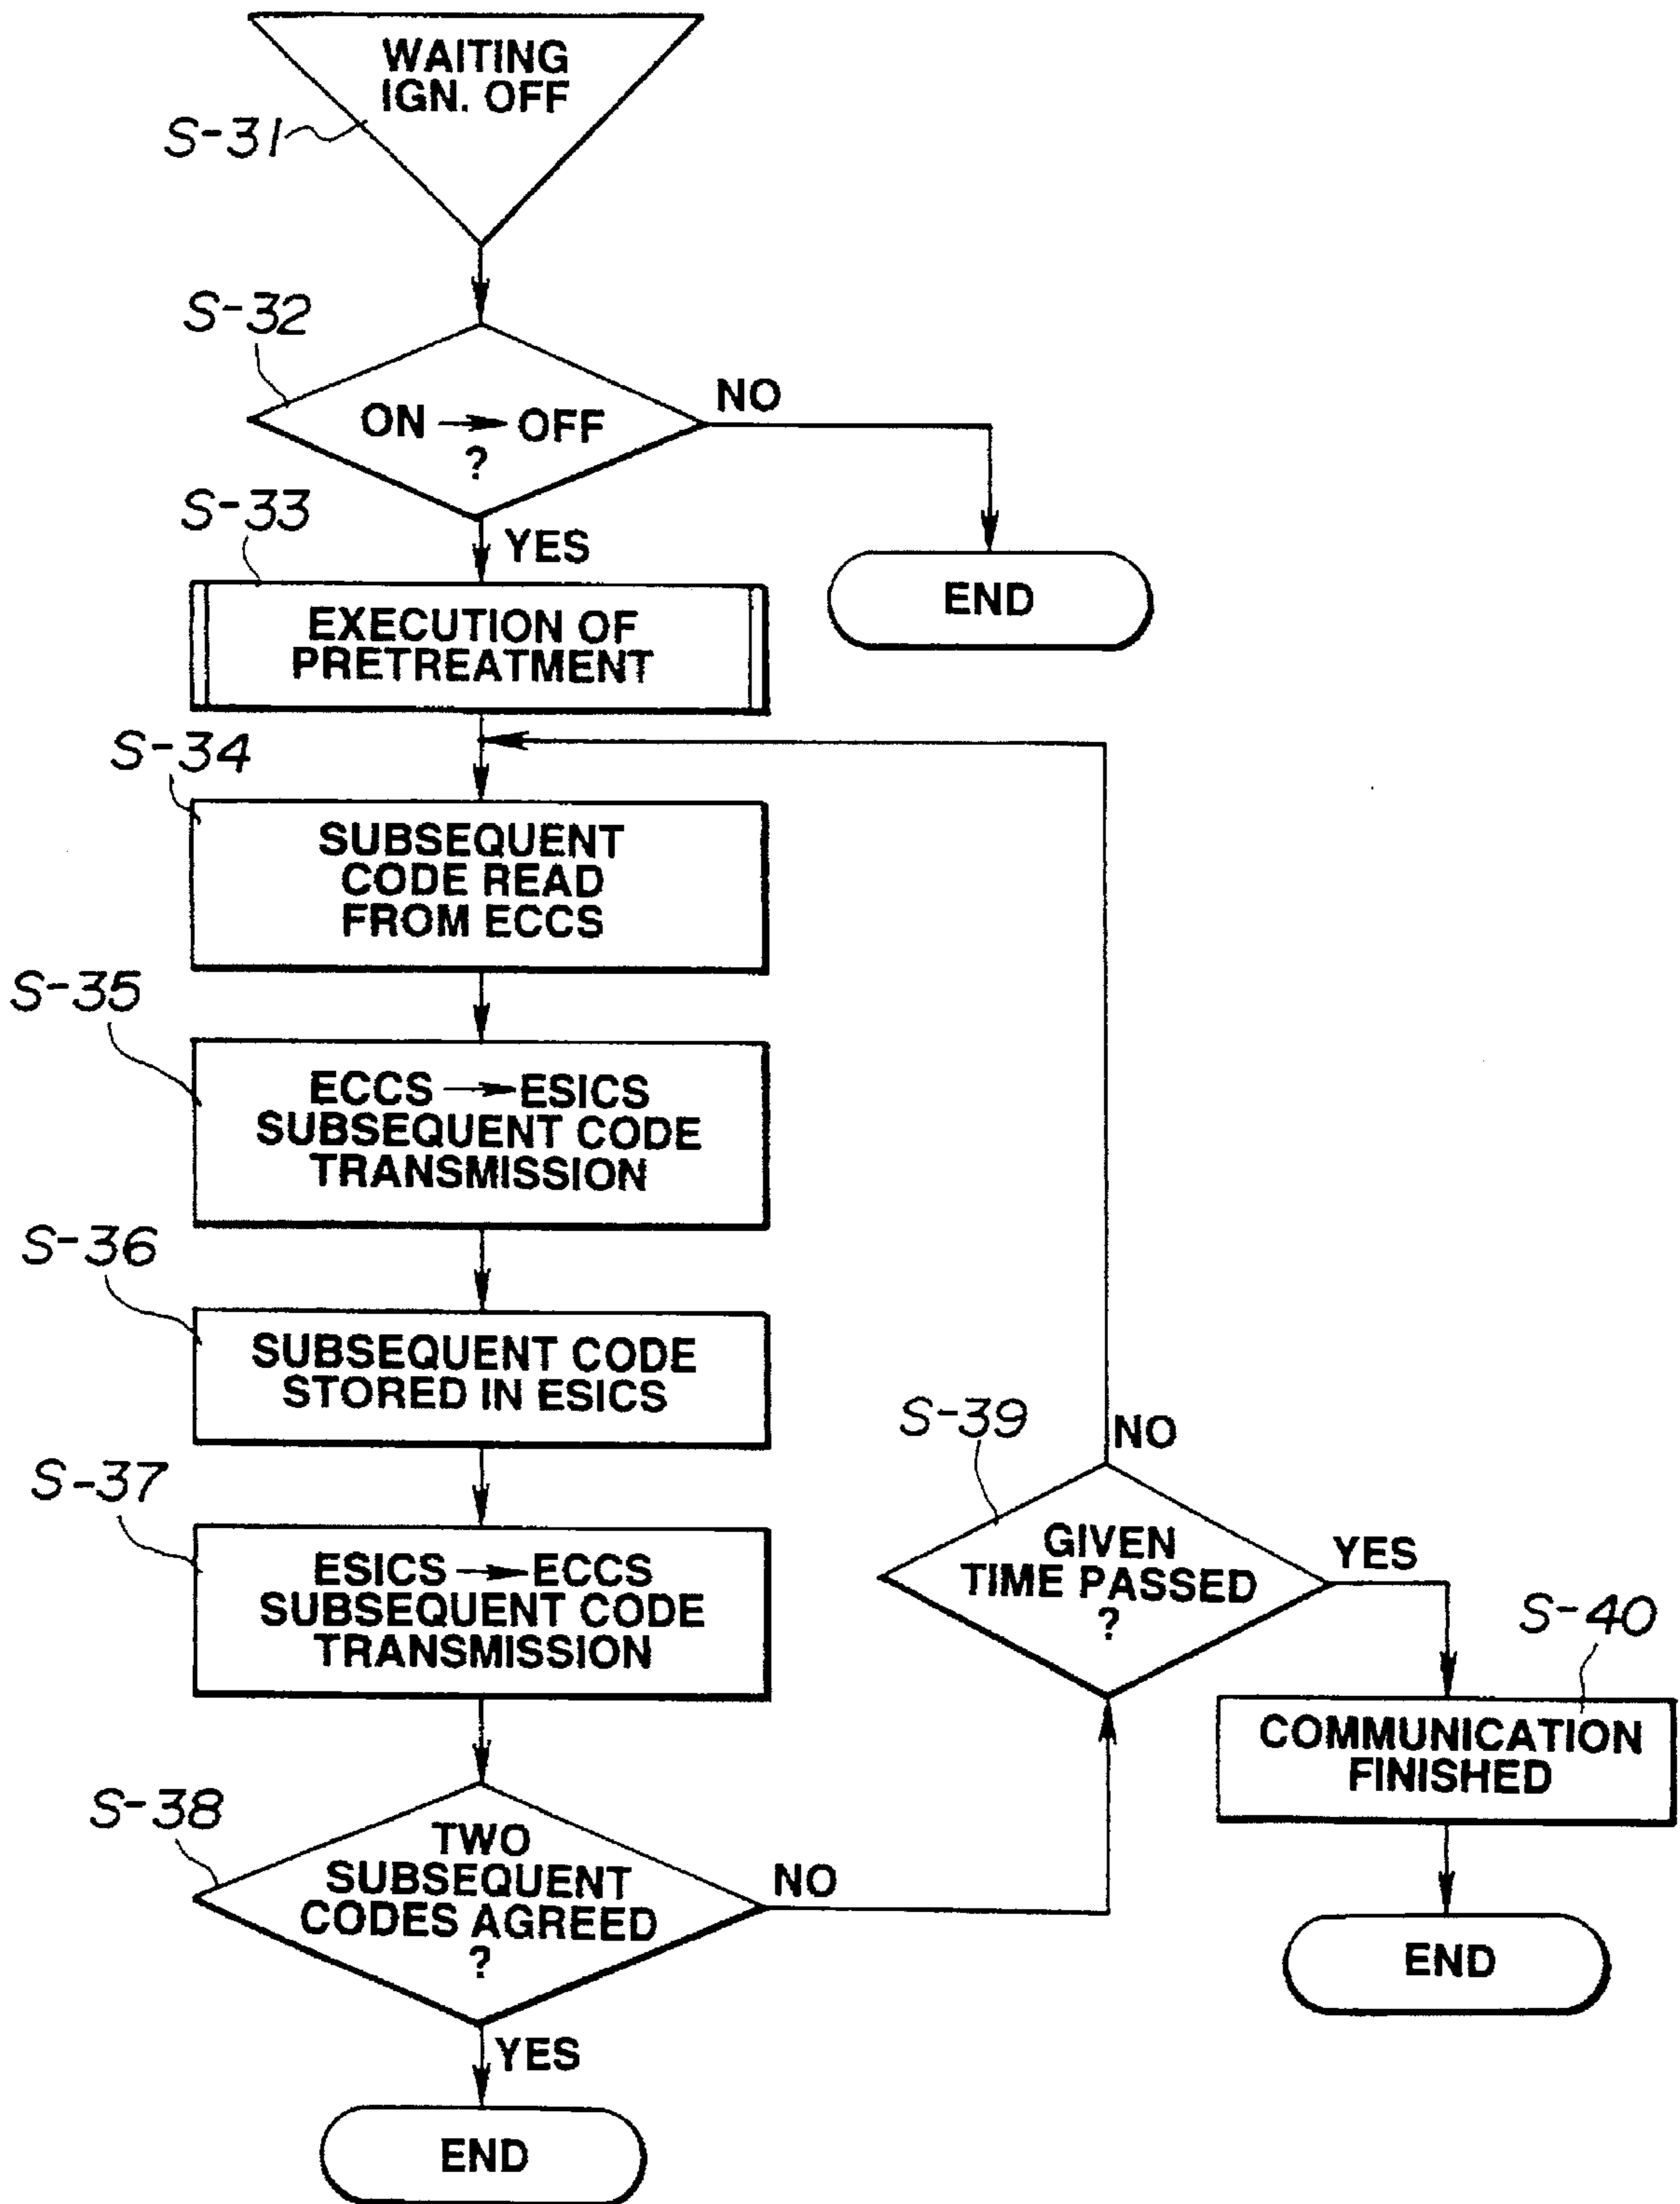 WAITING
IGN. OFF
S-31
S-32
ON → OFF
?
NO
S-33
YES
END
EXECUTION OF
PRETREATMENT
S-34
SUBSEQUENT
CODE READ
FROM ECCS
S-35
ECCS → ESICS
SUBSEQUENT CODE
TRANSMISSION
S-36
SUBSEQUENT CODE
STORED IN ESICS
S-37
ESICS → ECCS
SUBSEQUENT CODE
TRANSMISSION
S-38
TWO
SUBSEQUENT
CODES AGREED
?
NO
YES
END
S-39
NO
GIVEN
TIME PASSED
?
YES
S-40
COMMUNICATION
FINISHED
END